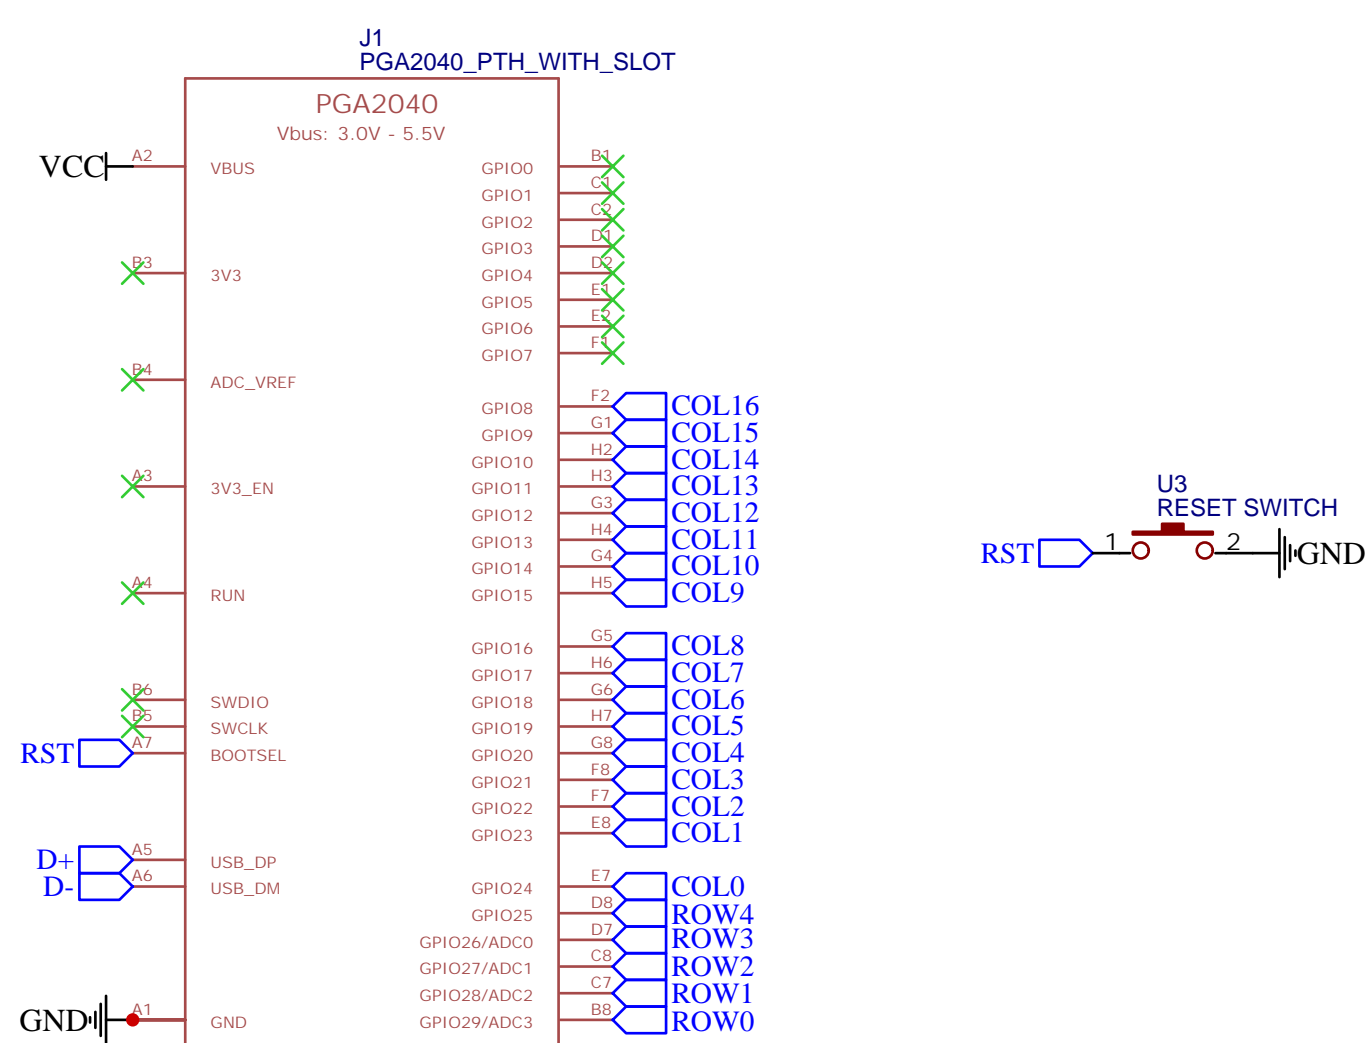 J1
PGA2040_PTH_WITH_SLOT
PGA2040
Vbus: 3.0V - 5.5V
VCC A2 VBUS GPIO0 B1
GPIO1 C1
GPIO2 C2
GPIO3 D1
B3 3V3 GPIO4 D2
GPIO5 E1
GPIO6 E2
GPIO7 F1
B4 ADC_VREF
GPIO8 F2 COL16
GPIO9 G1 COL15
GPIO10 H2 COL14
A3 3V3_EN GPIO11 H3 COL13
GPIO12 G3 COL12
GPIO13 H4 COL11
GPIO14 G4 COL10
A4 RUN GPIO15 H5 COL9
GPIO16 G5 COL8
GPIO17 H6 COL7
B6 SWDIO GPIO18 G6 COL6
B5 SWCLK GPIO19 H7 COL5
RST A7 BOOTSEL GPIO20 G8 COL4
GPIO21 F8 COL3
GPIO22 F7 COL2
GPIO23 E8 COL1
D+ A5 USB_DP
D- A6 USB_DM GPIO24 E7 COL0
GPIO25 D8 ROW4
GPIO26/ADC0 D7 ROW3
GPIO27/ADC1 C8 ROW2
GPIO28/ADC2 C7 ROW1
GND A1 GND GPIO29/ADC3 B8 ROW0
U3
RESET SWITCH
RST 1 2 GND